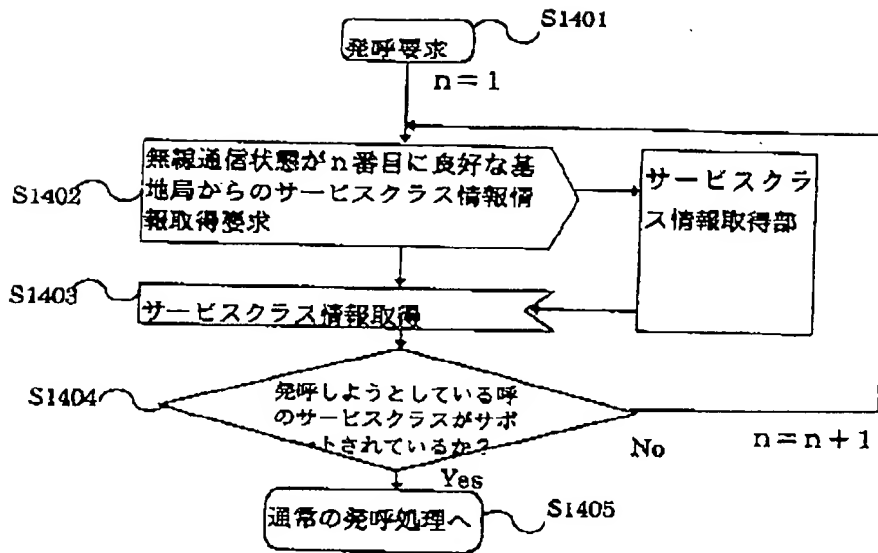 S1401
発呼要求
n=1
無線通信状態がn番目に良好な基
地局からのサービスクラス情報情
報取得要求
S1402
サービスクラ
ス情報取得部
S1403
サービスクラス情報取得
S1404
発呼しようとしている呼
のサービスクラスがサポ
ートされているか?
No
n=n+1
Yes
通常の発呼処理へ
S1405